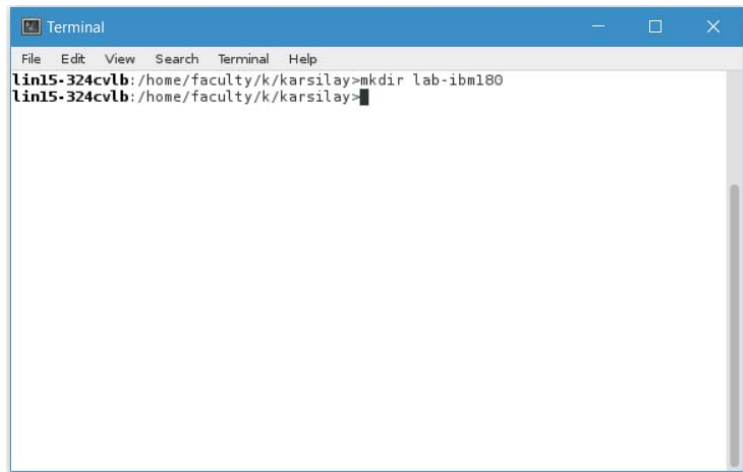 Terminal
File Edit View Search Terminal Help
lin15-324cvlb:/home/faculty/k/karsilay>mkdir lab-ibm180
lin15-324cvlb:/home/faculty/k/karsilay>